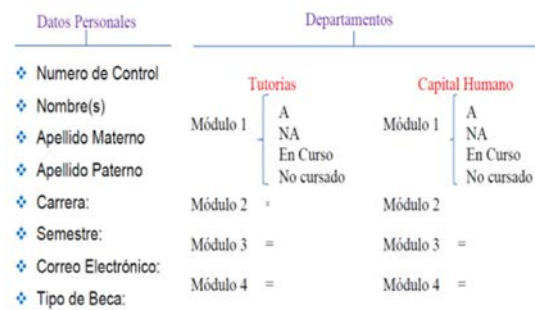 Datos Personales
Numero de Control
Nombre(s)
Apellido Materno
Apellido Paterno
Carrera:
Semestre:
Correo Electrónico:
Tipo de Beca:
Departamentos
Tutorias
Módulo 1
A
NA
En Curso
No cursado
Módulo 2 =
Módulo 3 =
Módulo 4 =
Capital Humano
Módulo 1
A
NA
En Curso
No cursado
Módulo 2
Módulo 3 =
Módulo 4 =